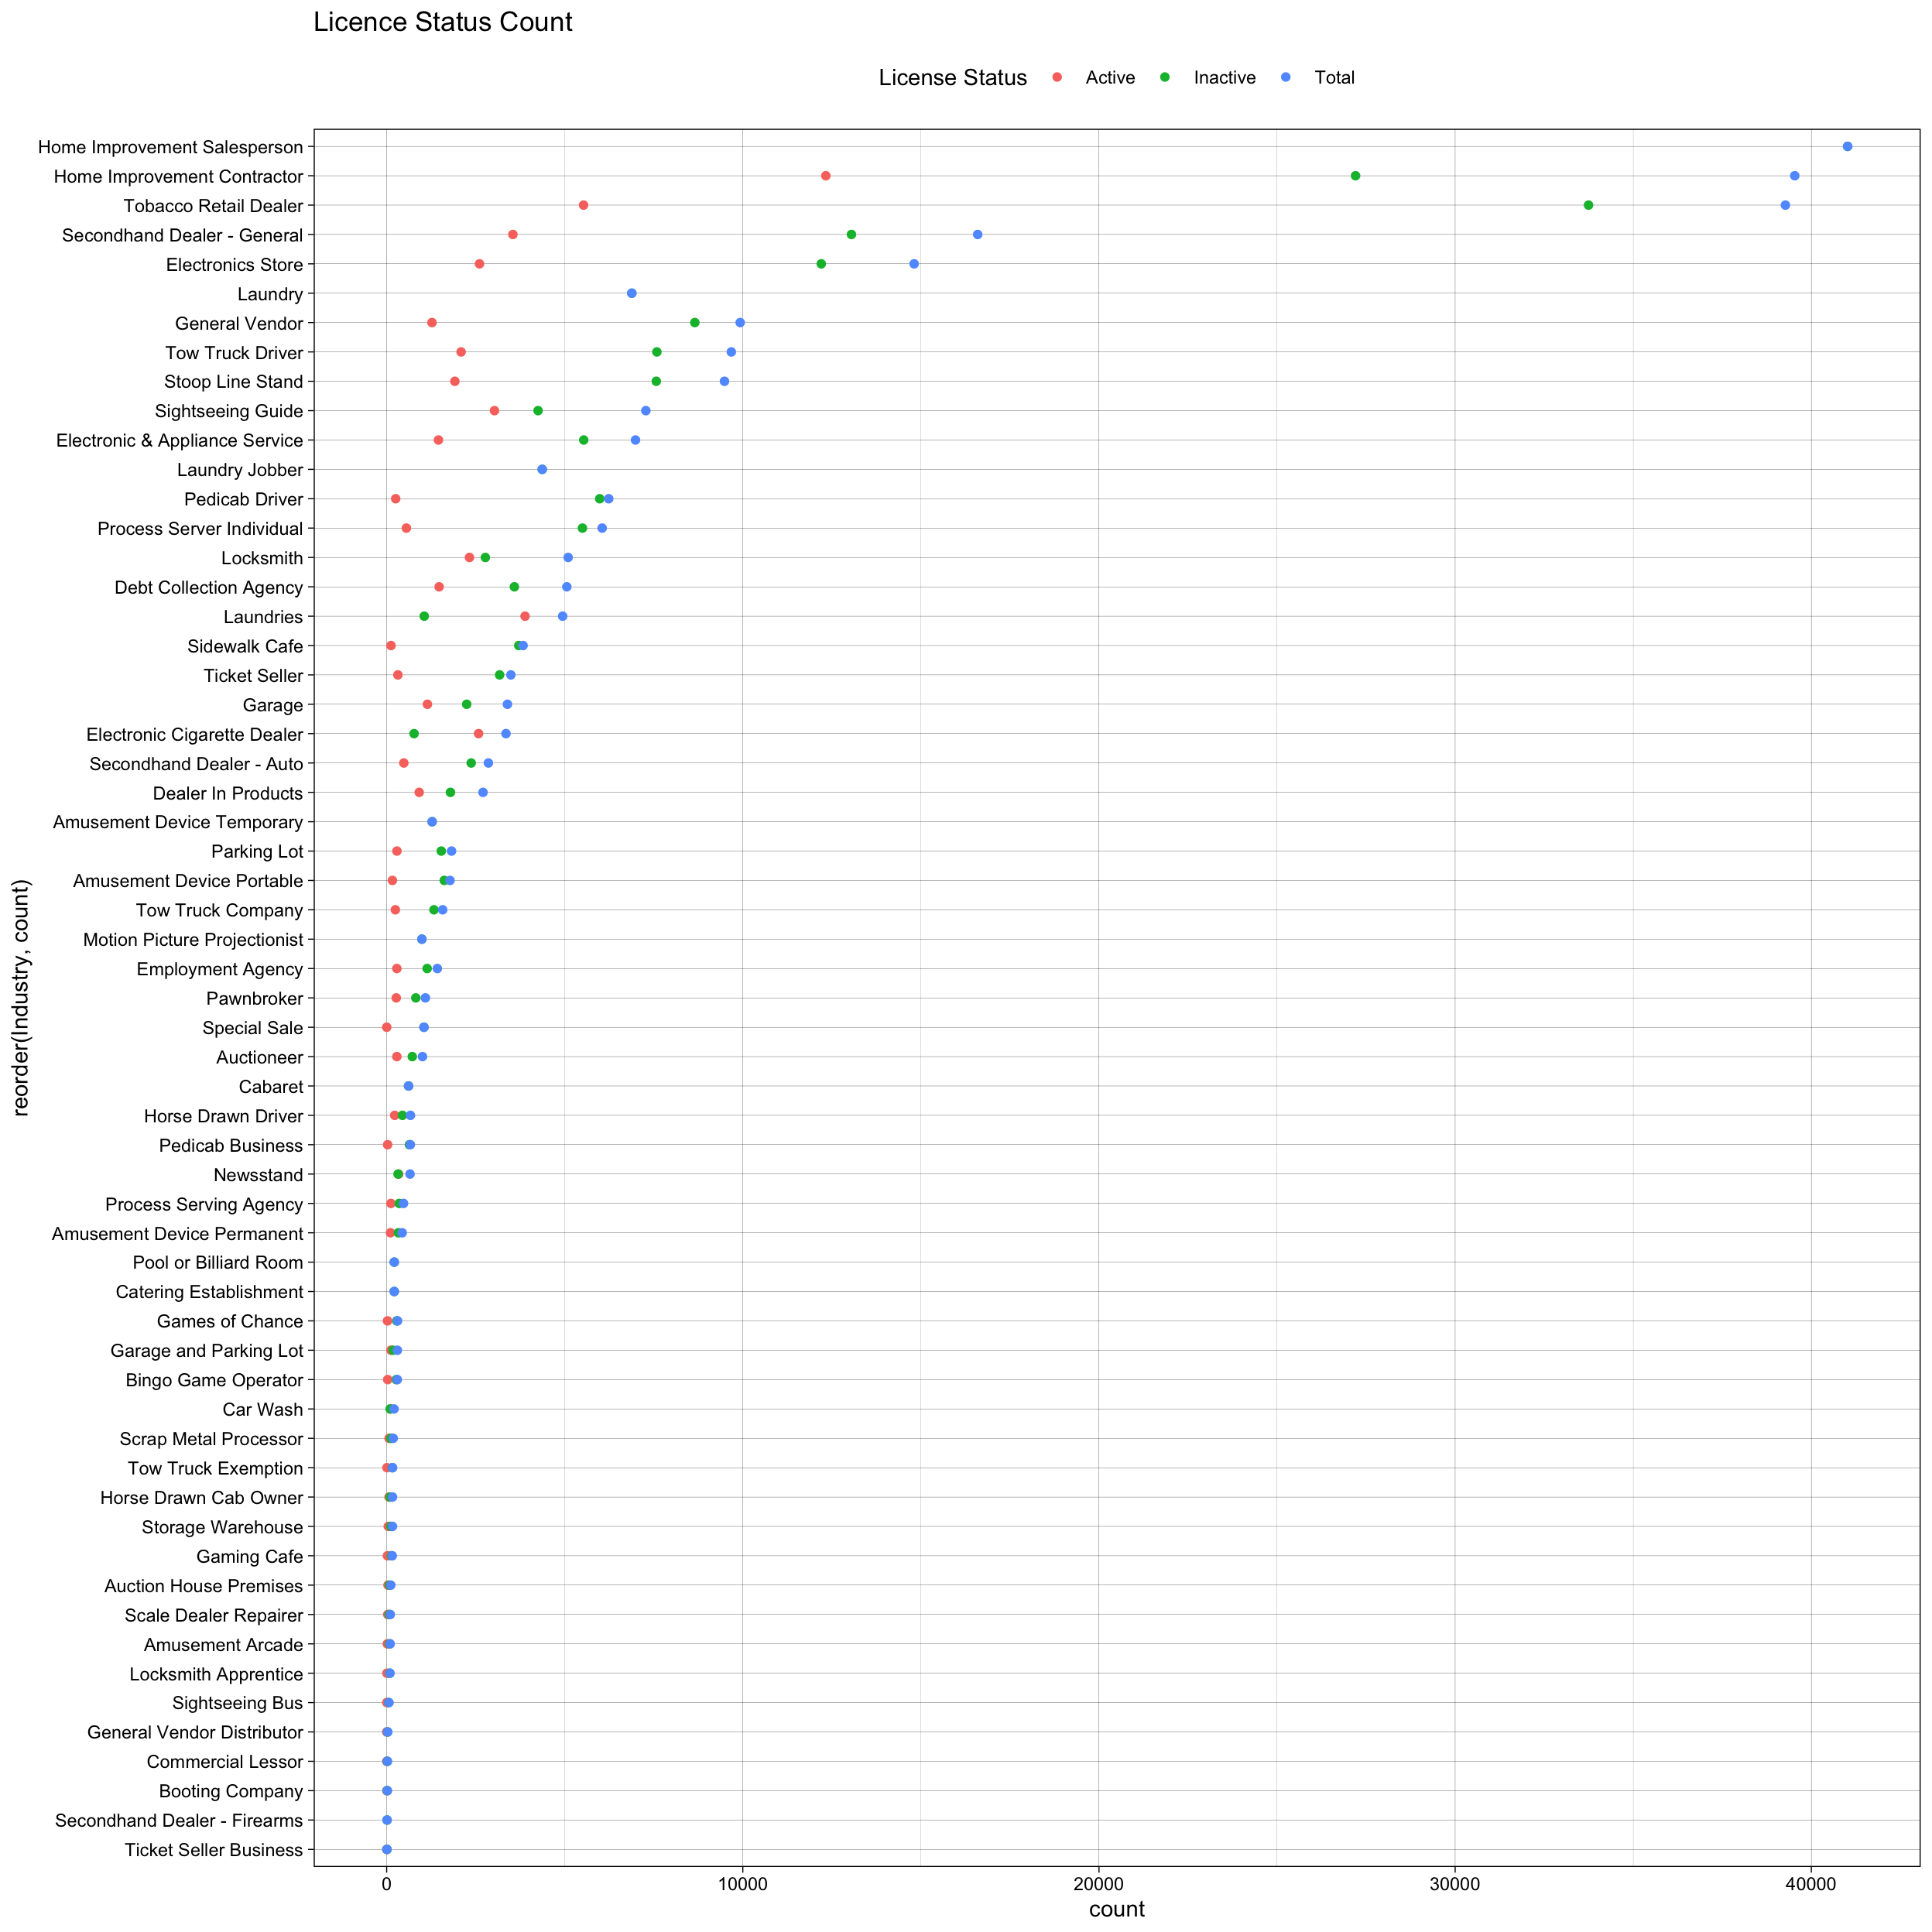 Licence Status Count
License Status Active Inactive Total
Home Improvement Salesperson
Home Improvement Contractor
Tobacco Retail Dealer
Secondhand Dealer - General
Electronics Store
Laundry
General Vendor
Tow Truck Driver
Stoop Line Stand
Sightseeing Guide
Electronic & Appliance Service
Laundry Jobber
Pedicab Driver
Process Server Individual
Locksmith
Debt Collection Agency
Laundries
Sidewalk Cafe
Ticket Seller
Garage
Electronic Cigarette Dealer
Secondhand Dealer - Auto
Dealer In Products
Amusement Device Temporary
Parking Lot
Amusement Device Portable
Tow Truck Company
Motion Picture Projectionist
Employment Agency
Pawnbroker
Special Sale
Auctioneer
Cabaret
Horse Drawn Driver
Pedicab Business
Newsstand
Process Serving Agency
Amusement Device Permanent
Pool or Billiard Room
Catering Establishment
Games of Chance
Garage and Parking Lot
Bingo Game Operator
Car Wash
Scrap Metal Processor
Tow Truck Exemption
Horse Drawn Cab Owner
Storage Warehouse
Gaming Cafe
Auction House Premises
Scale Dealer Repairer
Amusement Arcade
Locksmith Apprentice
Sightseeing Bus
General Vendor Distributor
Commercial Lessor
Booting Company
Secondhand Dealer - Firearms
Ticket Seller Business
reorder(Industry, count)
0 10000 20000 30000 40000
count